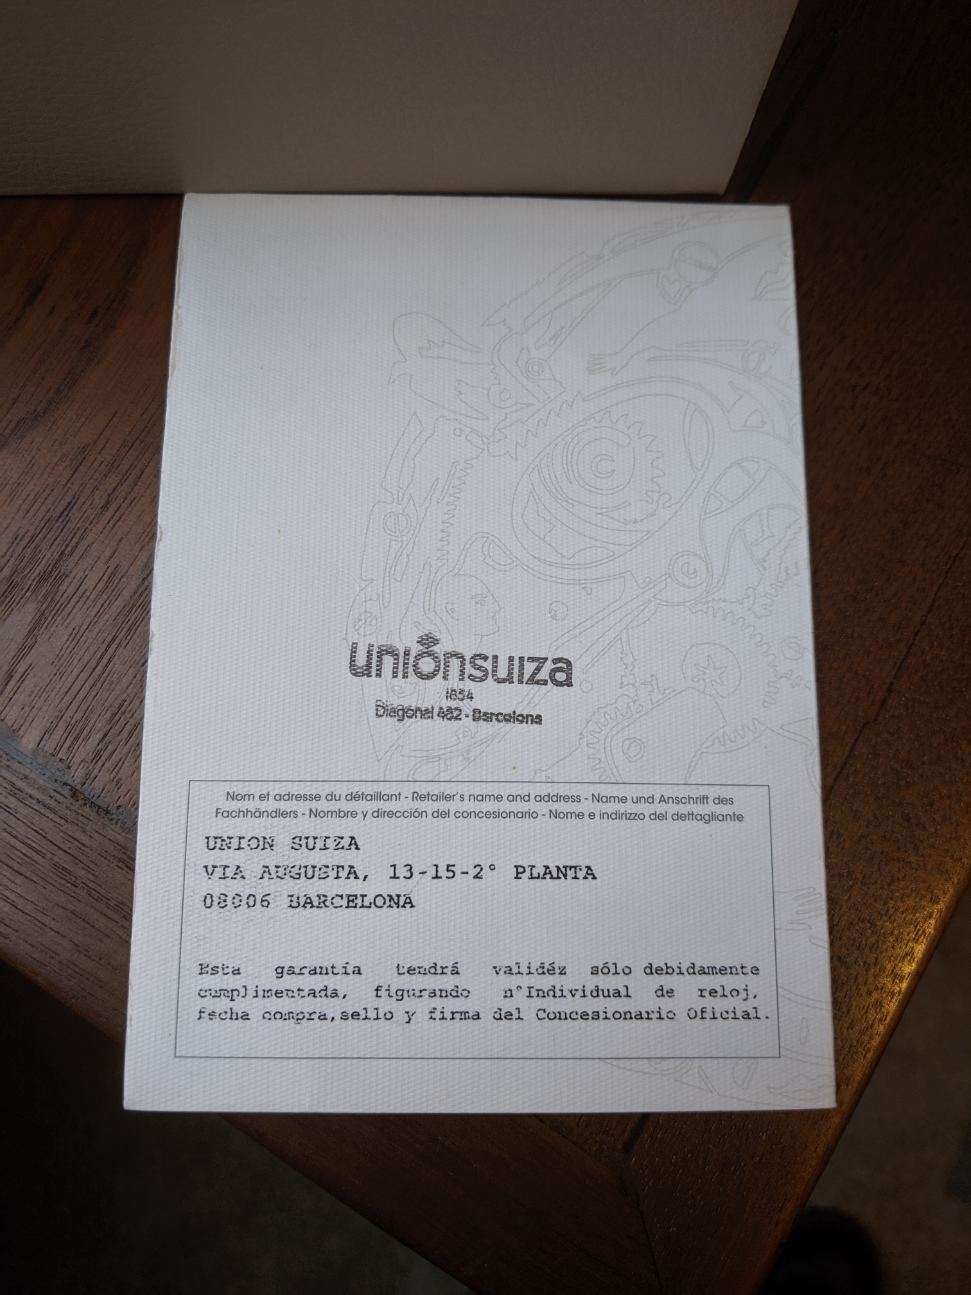 uniónsuiza
1834
Diagonal 482 - Barcelona
Nom et adresse du détaillant - Retailer's name and address - Name und Anschrift des
Fachhändlers - Nombre y dirección del concesionario - Nome e indirizzo del dettagliante
UNION SUIZA
VIA AUGUSTA, 13-15-2° PLANTA
08006 BARCELONA
Esta garantía tendrá validéz sólo debidamente
cumplimentada, figurando n°Individual de reloj,
fecha compra,sello y firma del Concesionario Oficial.